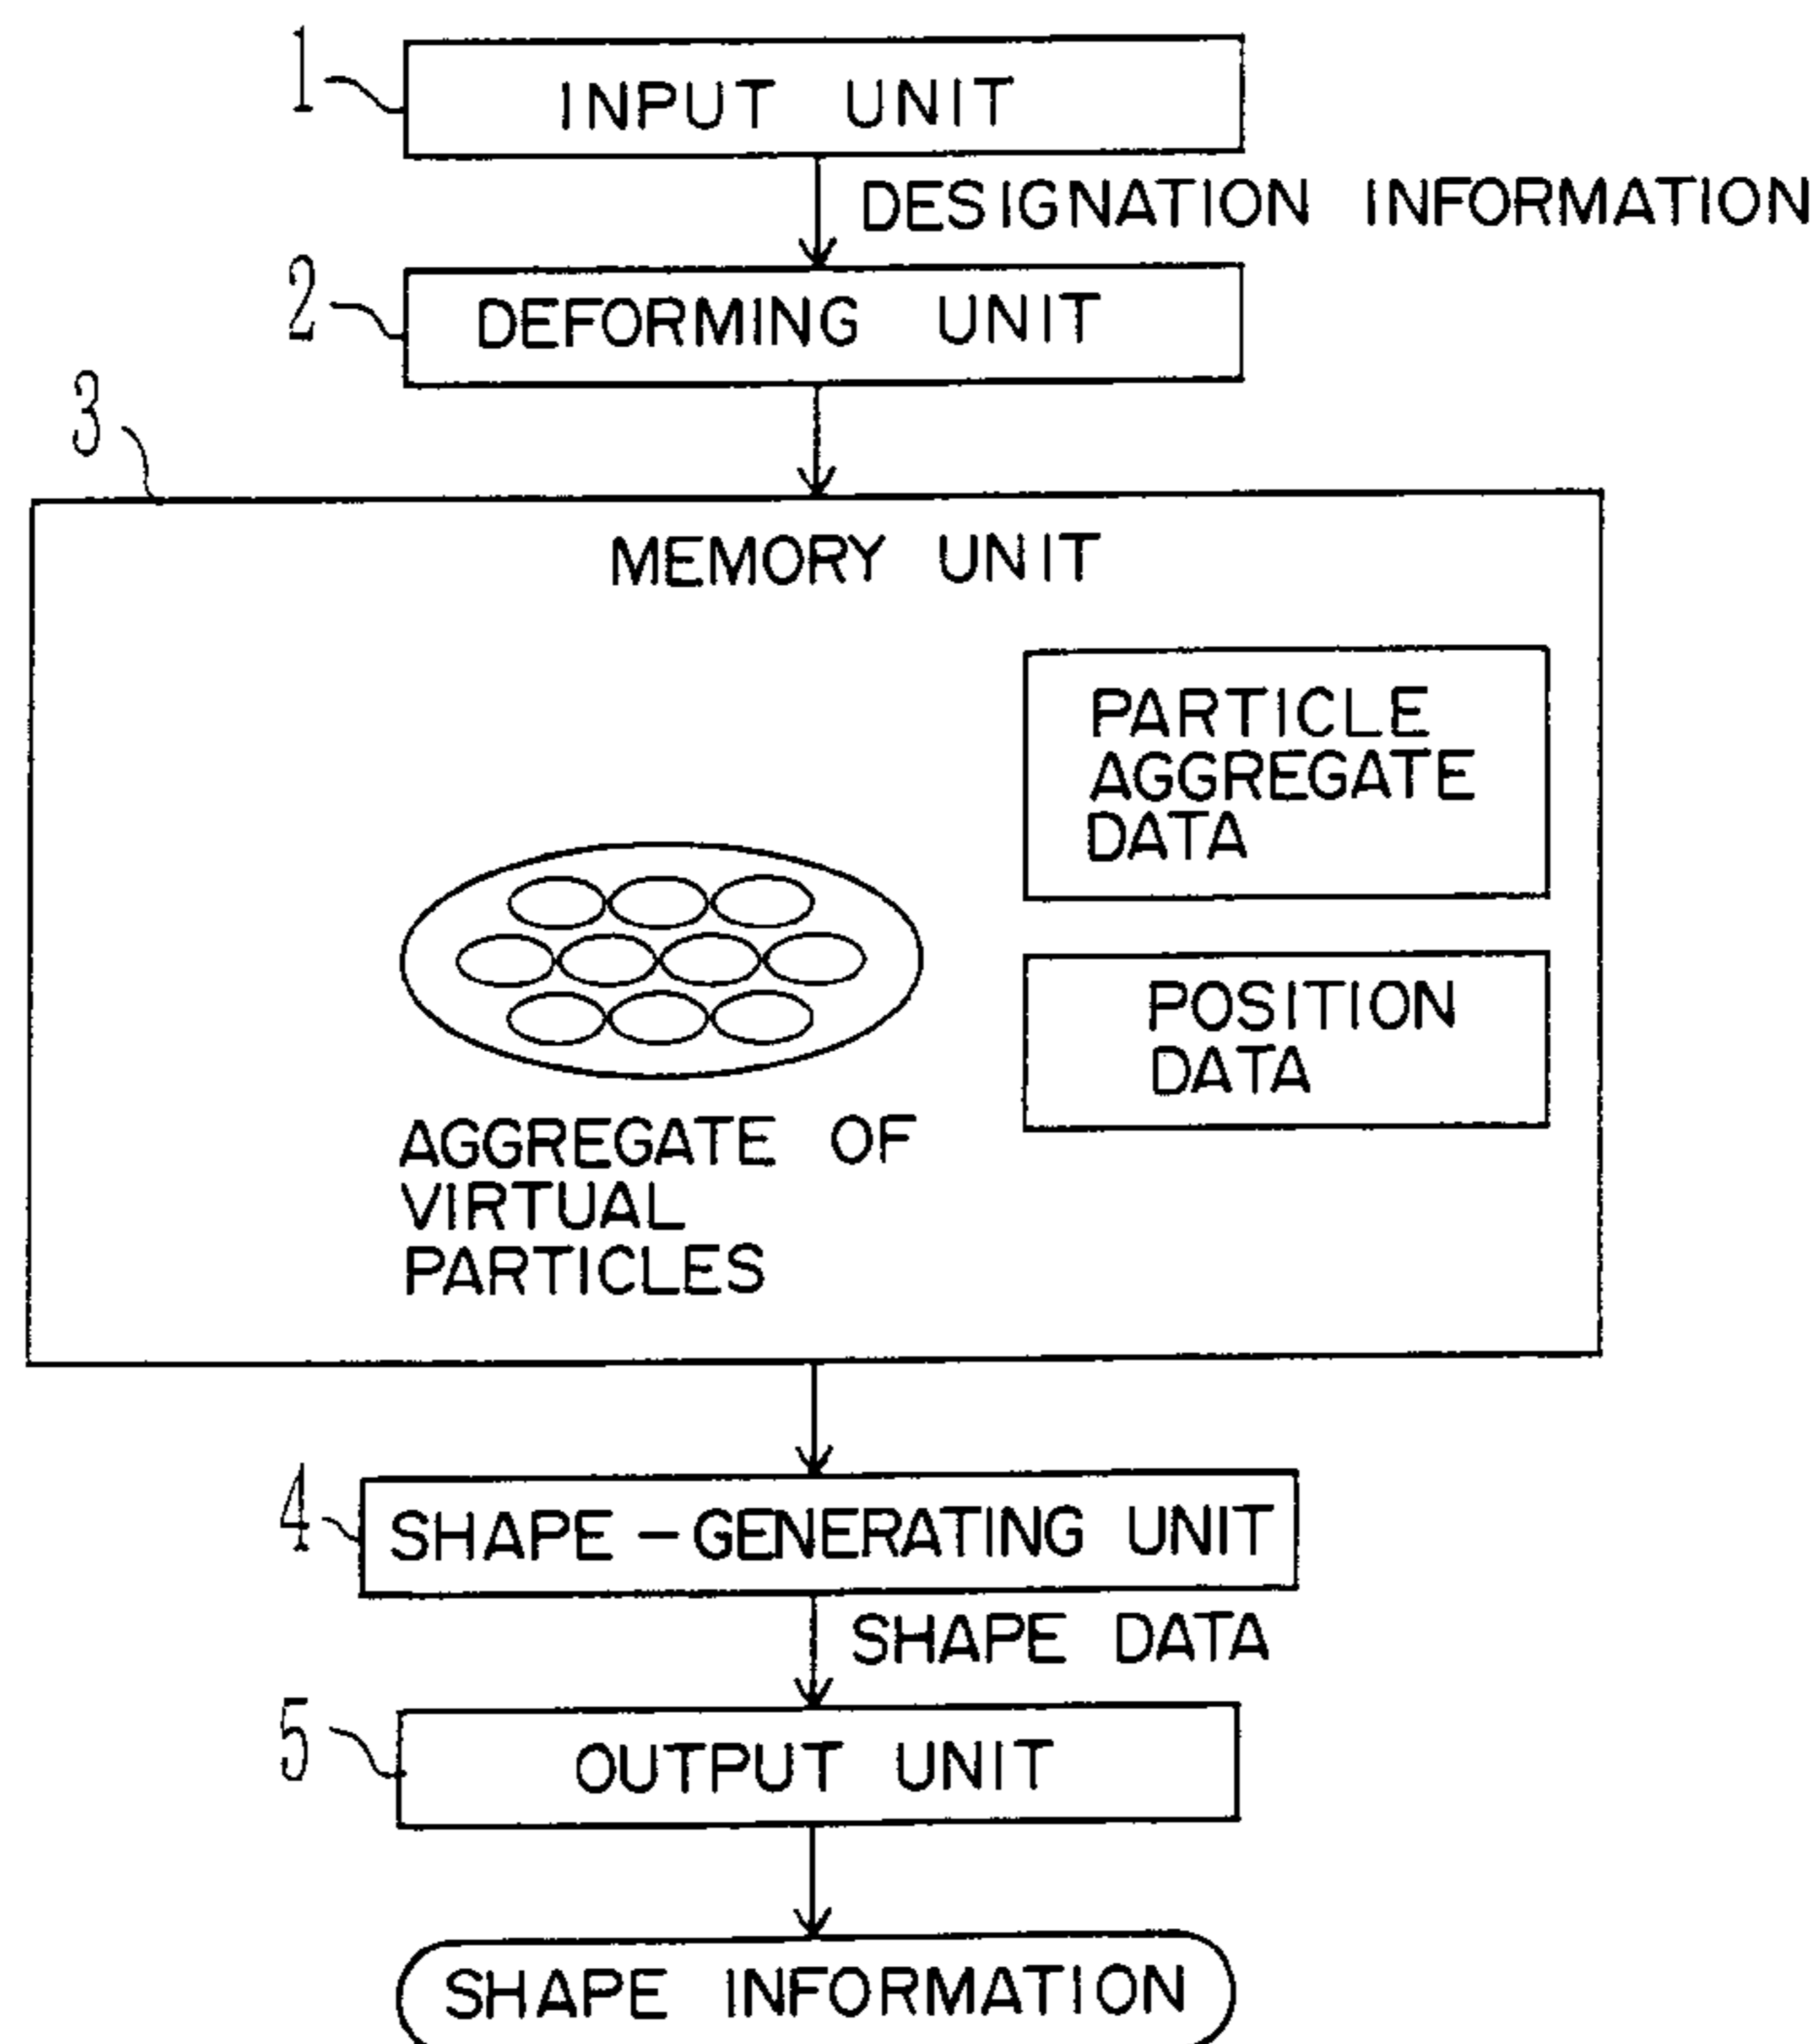 1
INPUT UNIT
DESIGNATION INFORMATION
2
DEFORMING UNIT
3
MEMORY UNIT
PARTICLE
AGGREGATE
DATA
POSITION
DATA
AGGREGATE OF
VIRTUAL
PARTICLES
4
SHAPE-GENERATING UNIT
SHAPE DATA
5
OUTPUT UNIT
SHAPE INFORMATION